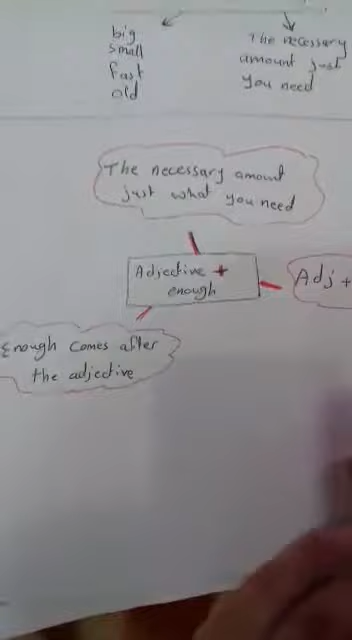 big
small
fast
old
The necessary
amount just
you need
The necessary amount
just what you need
Adjective +
enough
Adj +
Enough comes after
the adjective